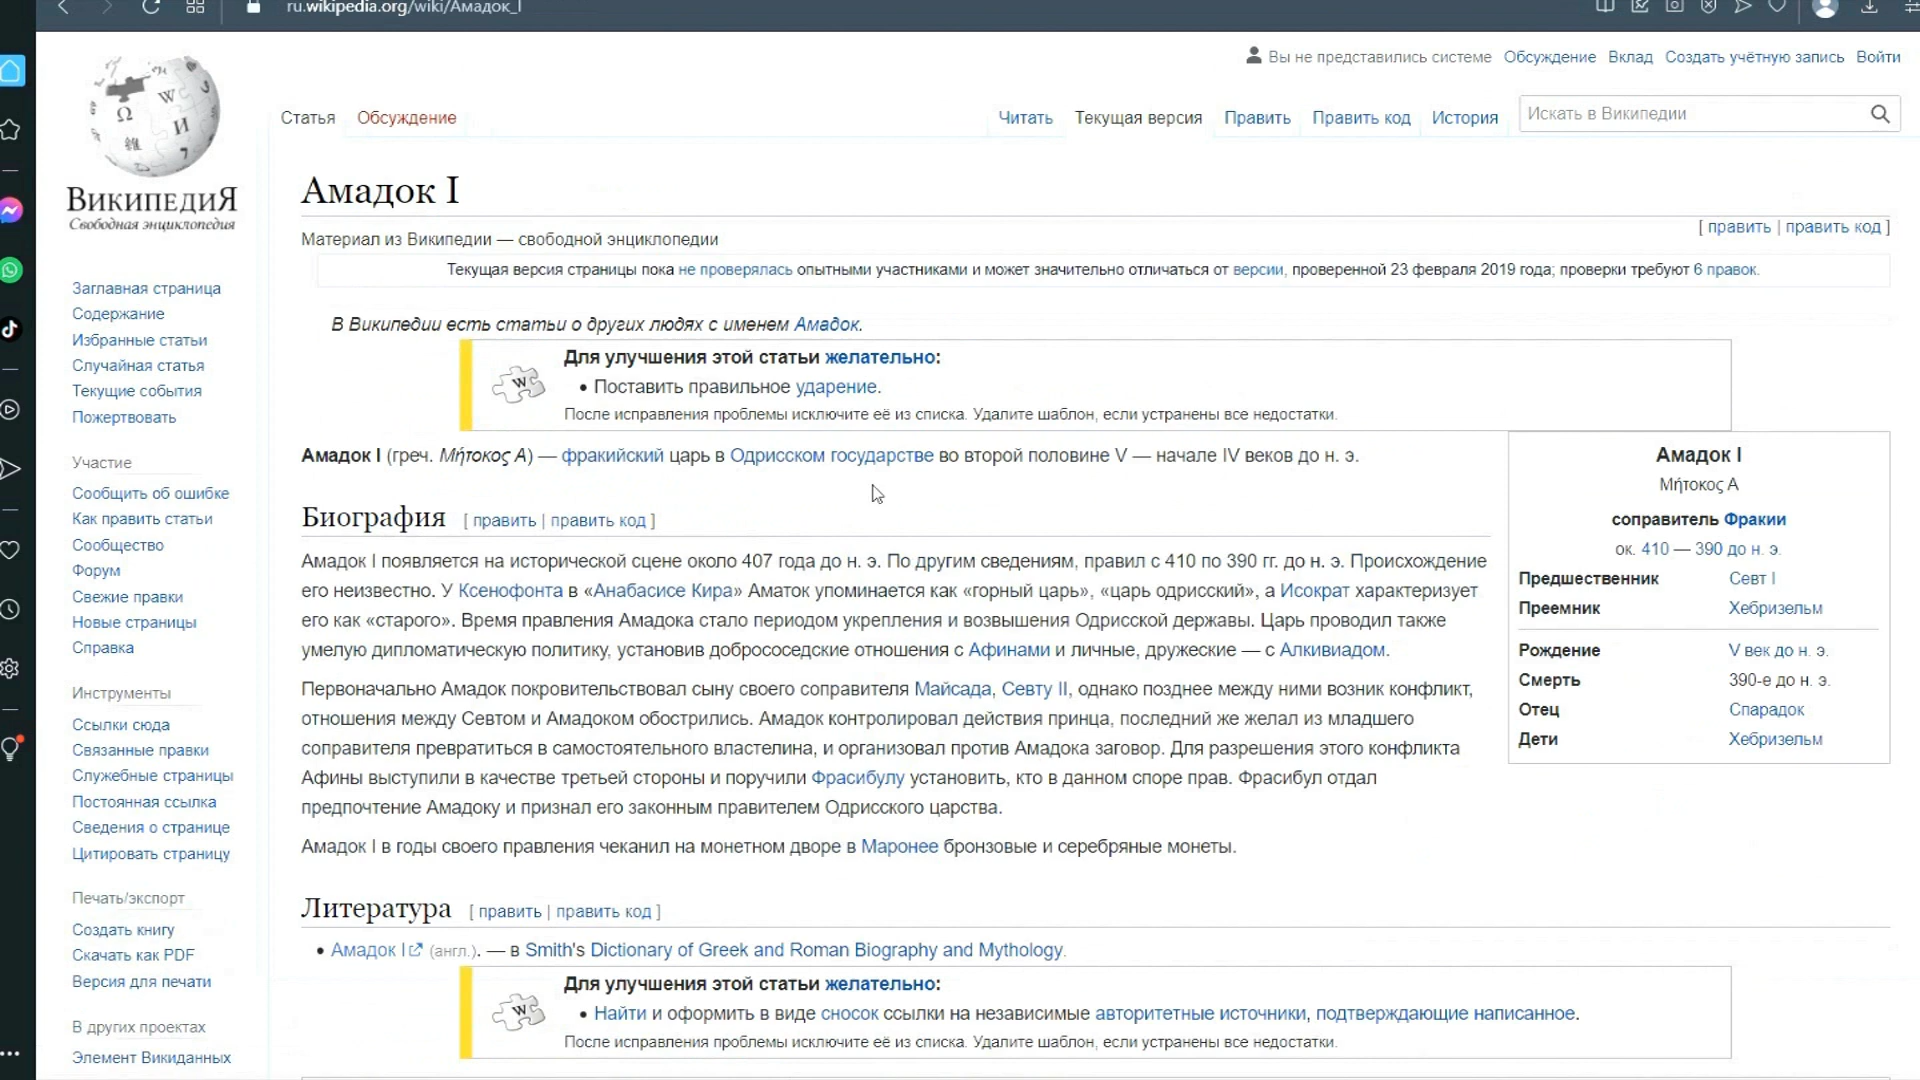 ru.wikipedia.org/wiki/Амадок_I
Вы не представились системе Обсуждение Вклад Создать учётную запись Войти
Статья Обсуждение Читать Текущая версия Править Править код История Искать в Википедии
ВикипедиЯ
Свободная энциклопедия
Заглавная страница
Содержание
Избранные статьи
Случайная статья
Текущие события
Пожертвовать
Участие
Сообщить об ошибке
Как править статьи
Сообщество
Форум
Свежие правки
Новые страницы
Справка
Инструменты
Ссылки сюда
Связанные правки
Служебные страницы
Постоянная ссылка
Сведения о странице
Цитировать страницу
Печать/экспорт
Создать книгу
Скачать как PDF
Версия для печати
В других проектах
Элемент Викиданных
Амадок I
[ править | править код ]
Материал из Википедии — свободной энциклопедии
Текущая версия страницы пока не проверялась опытными участниками и может значительно отличаться от версии, проверенной 23 февраля 2019 года; проверки требуют 6 правок.
В Википедии есть статьи о других людях с именем Амадок.
Для улучшения этой статьи желательно:
• Поставить правильное ударение.
После исправления проблемы исключите её из списка. Удалите шаблон, если устранены все недостатки.
Амадок I (греч. Μήτοκος Α) — фракийский царь в Одрисском государстве во второй половине V — начале IV веков до н. э.
Биография [ править | править код ]
Амадок I появляется на исторической сцене около 407 года до н. э. По другим сведениям, правил с 410 по 390 гг. до н. э. Происхождение
его неизвестно. У Ксенофонта в «Анабасисе Кира» Аматок упоминается как «горный царь», «царь одрисский», а Исократ характеризует
его как «старого». Время правления Амадока стало периодом укрепления и возвышения Одрисской державы. Царь проводил также
умелую дипломатическую политику, установив добрососедские отношения с Афинами и личные, дружеские — с Алкивиадом.
Первоначально Амадок покровительствовал сыну своего соправителя Майсада, Севту II, однако позднее между ними возник конфликт,
отношения между Севтом и Амадоком обострились. Амадок контролировал действия принца, последний же желал из младшего
соправителя превратиться в самостоятельного властелина, и организовал против Амадока заговор. Для разрешения этого конфликта
Афины выступили в качестве третьей стороны и поручили Фрасибулу установить, кто в данном споре прав. Фрасибул отдал
предпочтение Амадоку и признал его законным правителем Одрисского царства.
Амадок I в годы своего правления чеканил на монетном дворе в Маронее бронзовые и серебряные монеты.
Амадок I
Μήτοκος Α
соправитель Фракии
ок. 410 — 390 до н. э.
Предшественник Севт I
Преемник Хебризельм
Рождение V век до н. э.
Смерть 390-е до н. э.
Отец Спарадок
Дети Хебризельм
Литература [ править | править код ]
• Амадок I (англ.). — в Smith's Dictionary of Greek and Roman Biography and Mythology.
Для улучшения этой статьи желательно:
• Найти и оформить в виде сносок ссылки на независимые авторитетные источники, подтверждающие написанное.
После исправления проблемы исключите её из списка. Удалите шаблон, если устранены все недостатки.